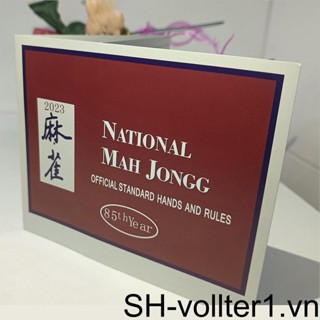 2023
麻
雀
NATIONAL
MAH JONGG
OFFICIAL STANDARD HANDS AND RULES
85th Year
SH-vollter1.vn